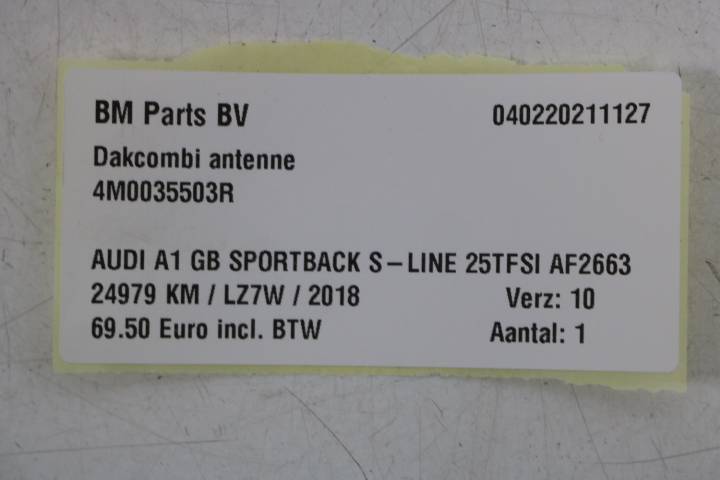 BM Parts BV 040220211127
Dakcombi antenne
4M0035503R
AUDI A1 GB SPORTBACK S-LINE 25TFSI AF2663
24979 KM / LZ7W / 2018 Verz: 10
69.50 Euro incl. BTW Aantal: 1